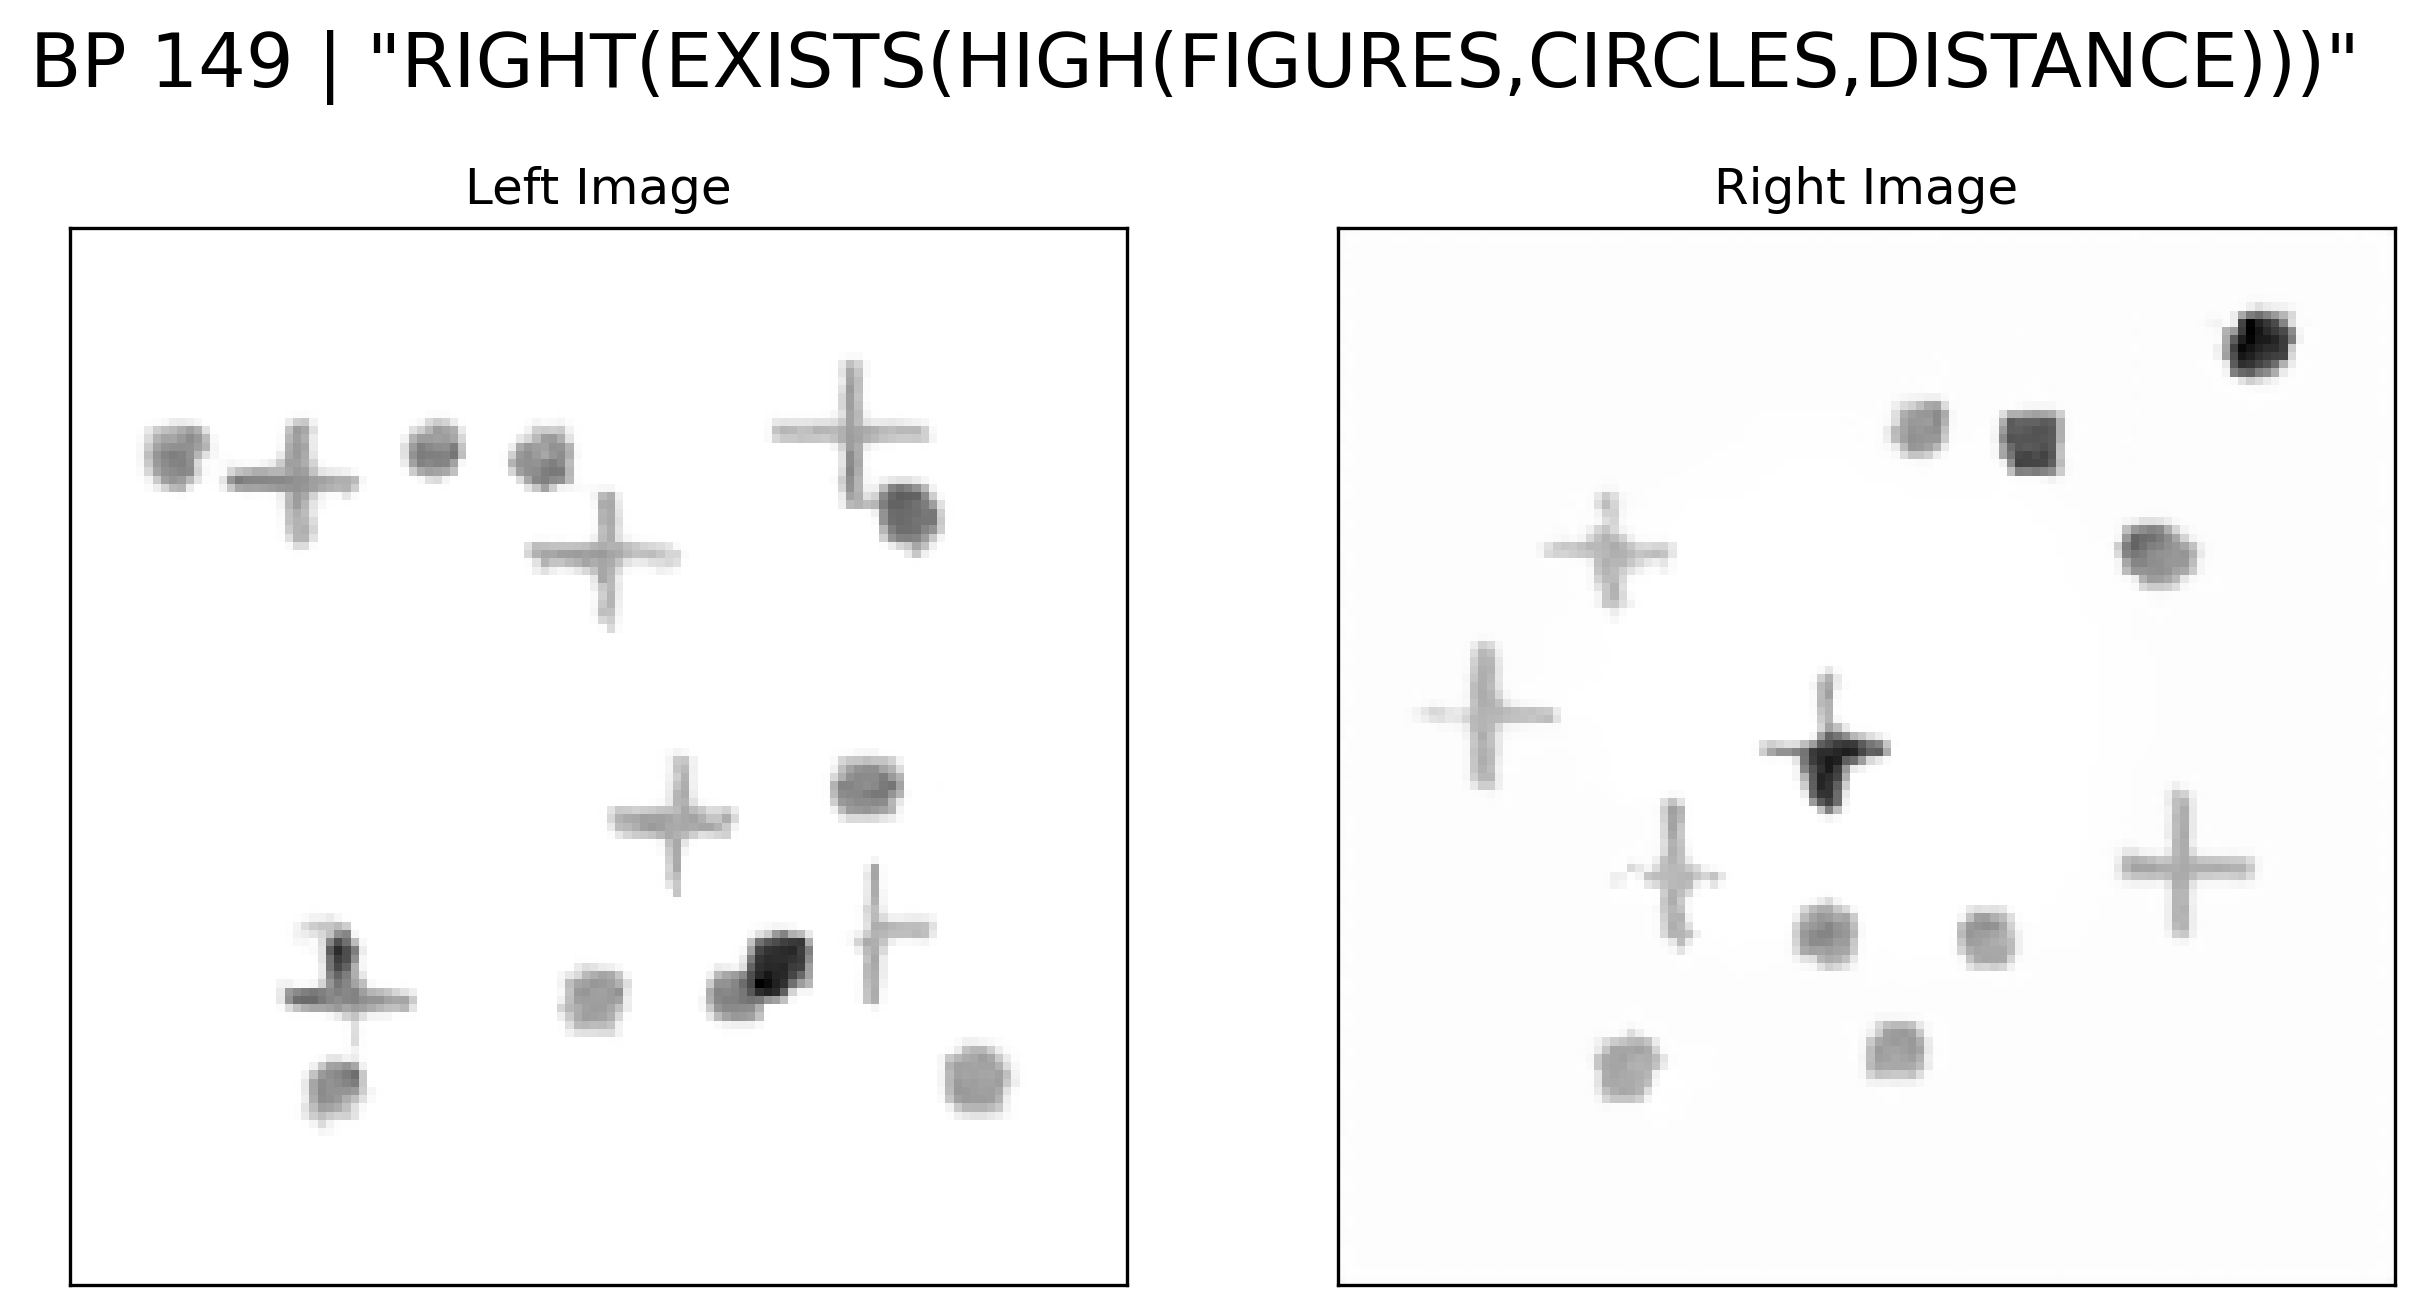 BP 149 | "RIGHT(EXISTS(HIGH(FIGURES,CIRCLES,DISTANCE)))"
Left Image
Right Image